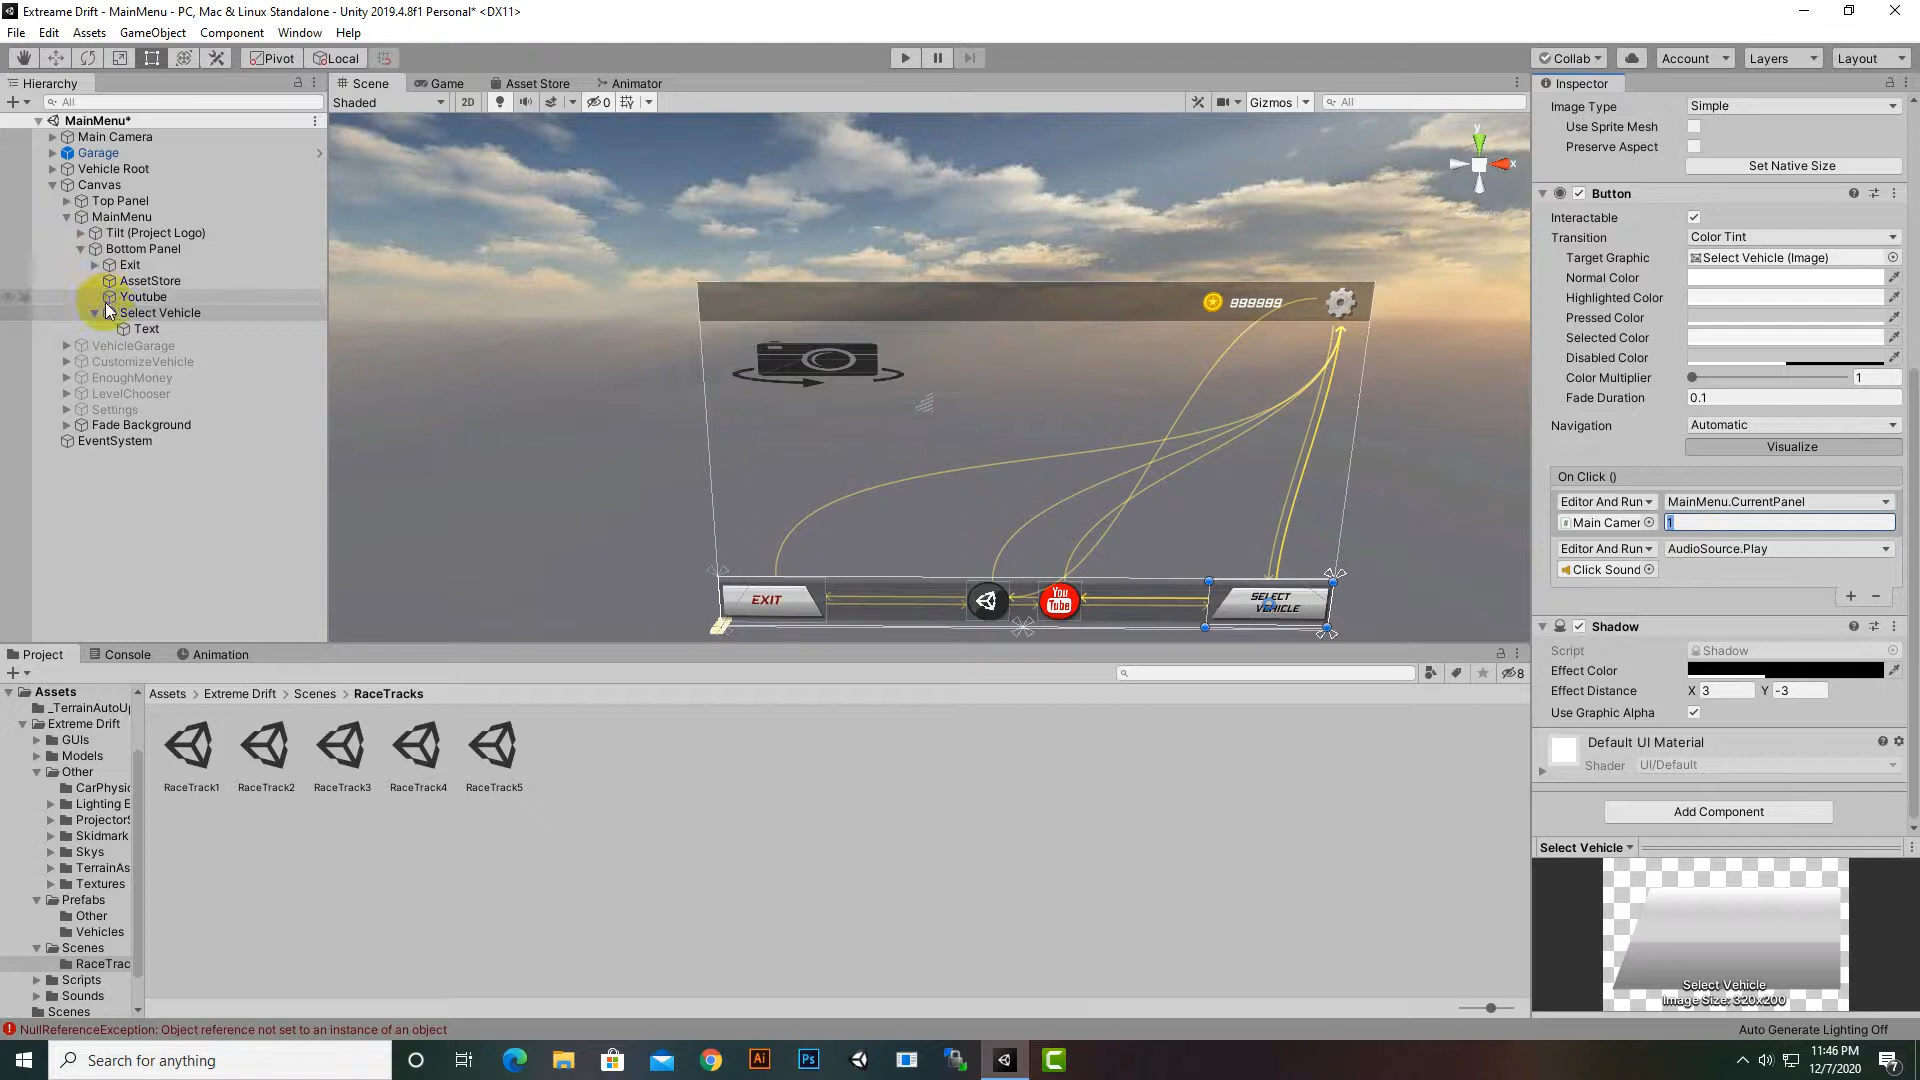 Extreame Drift - MainMenu - PC, Mac & Linux Standalone - Unity 2019.4.8f1 Personal* <DX11>
File Edit Assets GameObject Component Window Help
Pivot Local Collab Account Layers Layout
Hierarchy Scene Game Asset Store Animator Inspector
All Shaded 2D 0 Gizmos All
MainMenu*
Main Camera
Garage
Vehicle Root
Canvas
Top Panel
MainMenu
Tilt (Project Logo)
Bottom Panel
Exit
AssetStore
Youtube
Select Vehicle
Text
VehicleGarage
CustomizeVehicle
EnoughMoney
LevelChooser
Settings
Fade Background
EventSystem
y
x
999999
EXIT
You
Tube
SELECT
VEHICLE
Image Type Simple
Use Sprite Mesh
Preserve Aspect
Set Native Size
Button
Interactable
Transition Color Tint
Target Graphic Select Vehicle (Image)
Normal Color
Highlighted Color
Pressed Color
Selected Color
Disabled Color
Color Multiplier 1
Fade Duration 0.1
Navigation Automatic
Visualize
On Click ()
Editor And Run MainMenu.CurrentPanel
Main Camer 1
Editor And Run AudioSource.Play
Click Sound
Shadow
Script Shadow
Effect Color
Effect Distance X 3 Y -3
Use Graphic Alpha
Default UI Material
Shader UI/Default
Add Component
Select Vehicle
Select Vehicle
Image Size: 320x200
Project Console Animation
8
Assets
_TerrainAutoU
Extreme Drift
GUIs
Models
Other
CarPhysic
Lighting E
ProjectorS
Skidmark
Skys
TerrainAs
Textures
Prefabs
Other
Vehicles
Scenes
RaceTrac
Scripts
Sounds
Scenes
Assets Extreme Drift Scenes RaceTracks
RaceTrack1 RaceTrack2 RaceTrack3 RaceTrack4 RaceTrack5
NullReferenceException: Object reference not set to an instance of an object
Auto Generate Lighting Off
Search for anything
Ai Ps C
11:46 PM
12/7/2020
7